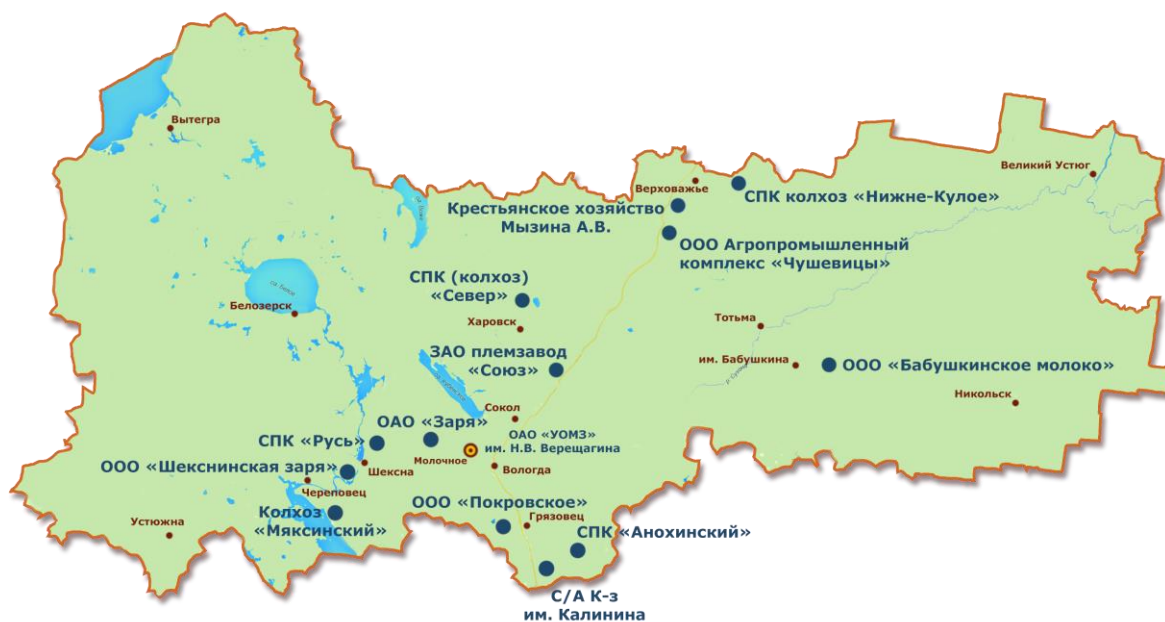 Вытегра
Великий Устюг
Верховажье
СПК колхоз «Нижне-Кулое»
Крестьянское хозяйство
Мызина А.В.
ООО Агропромышленный
комплекс «Чушевицы»
СПК (колхоз)
«Север»
Белозерск
Харовск
Тотьма
ЗАО племзавод
«Союз»
им. Бабушкина
ООО «Бабушкинское молоко»
Никольск
Сокол
ОАО «Заря»
ОАО «УОМЗ»
им. Н.В. Верещагина
СПК «Русь»
Молочное
ООО «Шекснинская заря»
Шексна
Вологда
Череповец
ООО «Покровское»
Колхоз
«Мяксинский»
Устюжна
Грязовец
СПК «Анохинский»
С/А К-з
им. Калинина